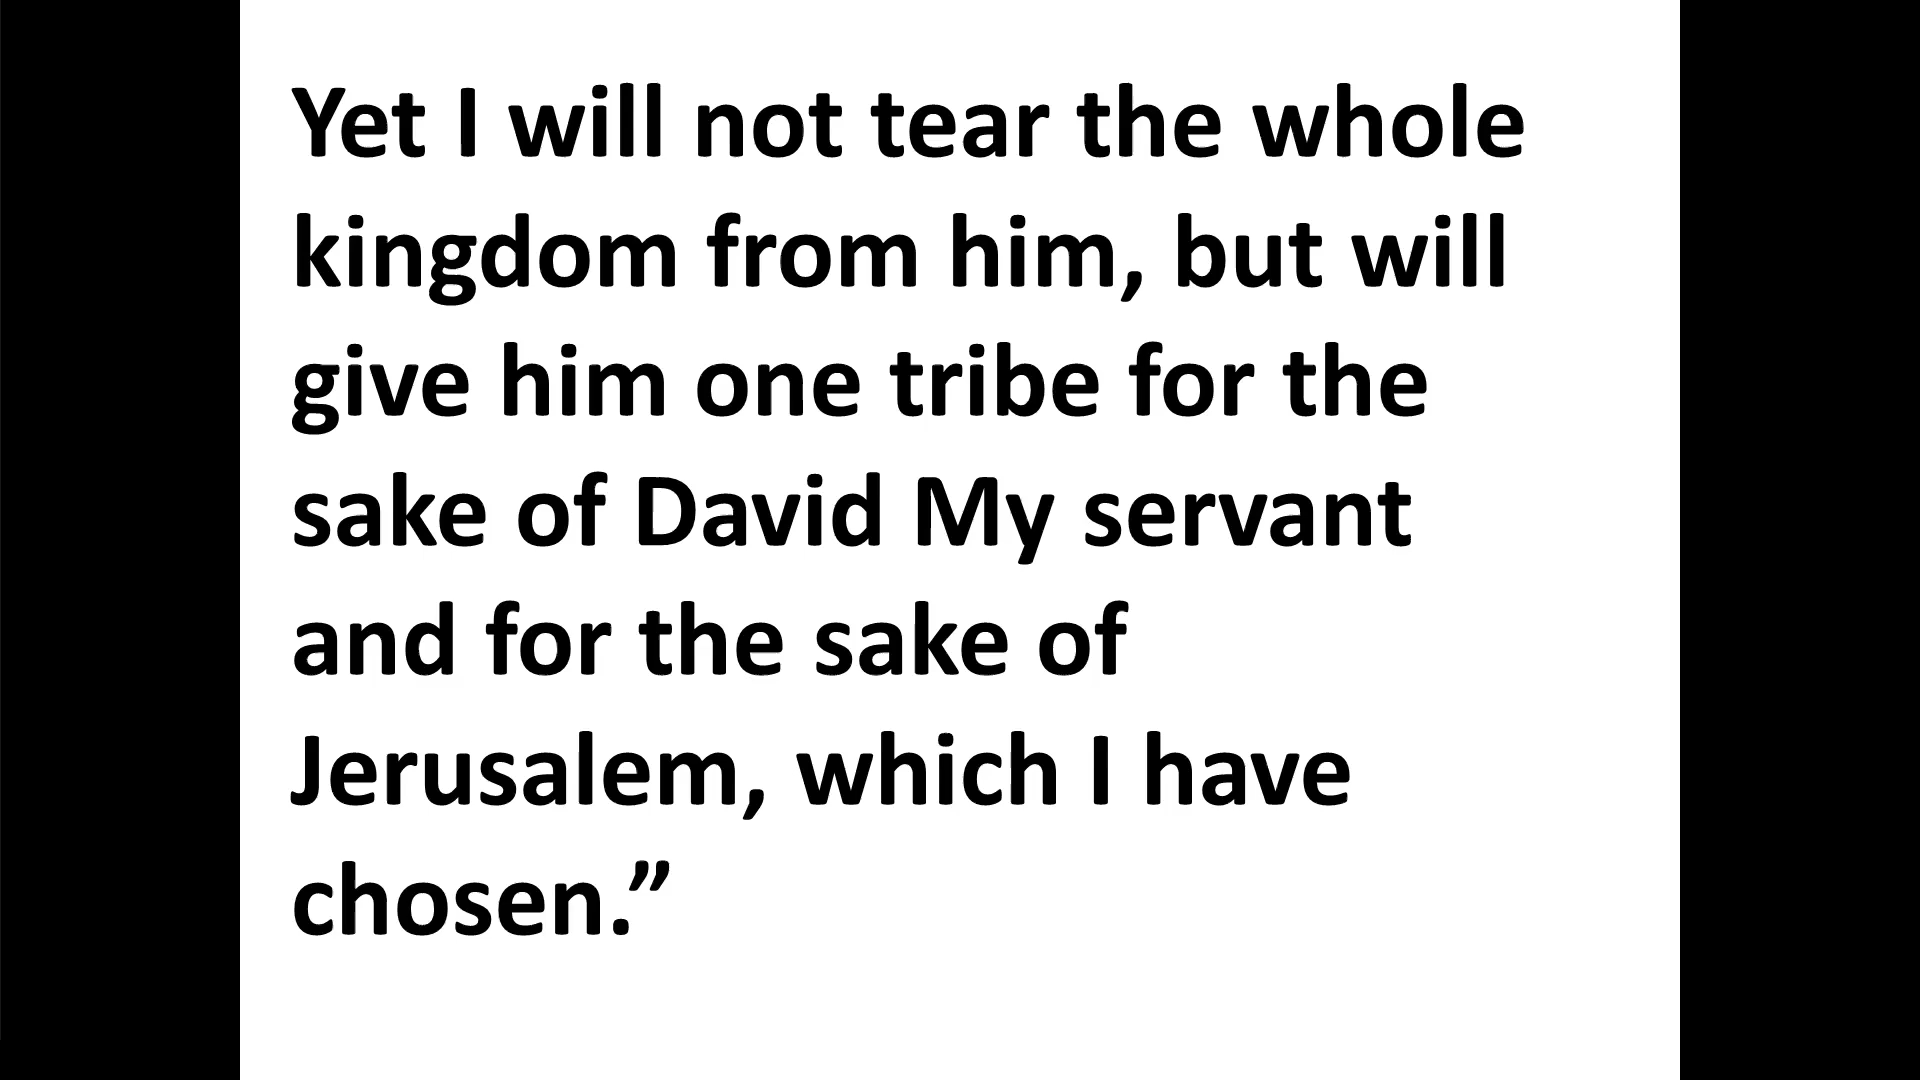 Yet I will not tear the whole
kingdom from him, but will
give him one tribe for the
sake of David My servant
and for the sake of
Jerusalem, which I have
chosen.”